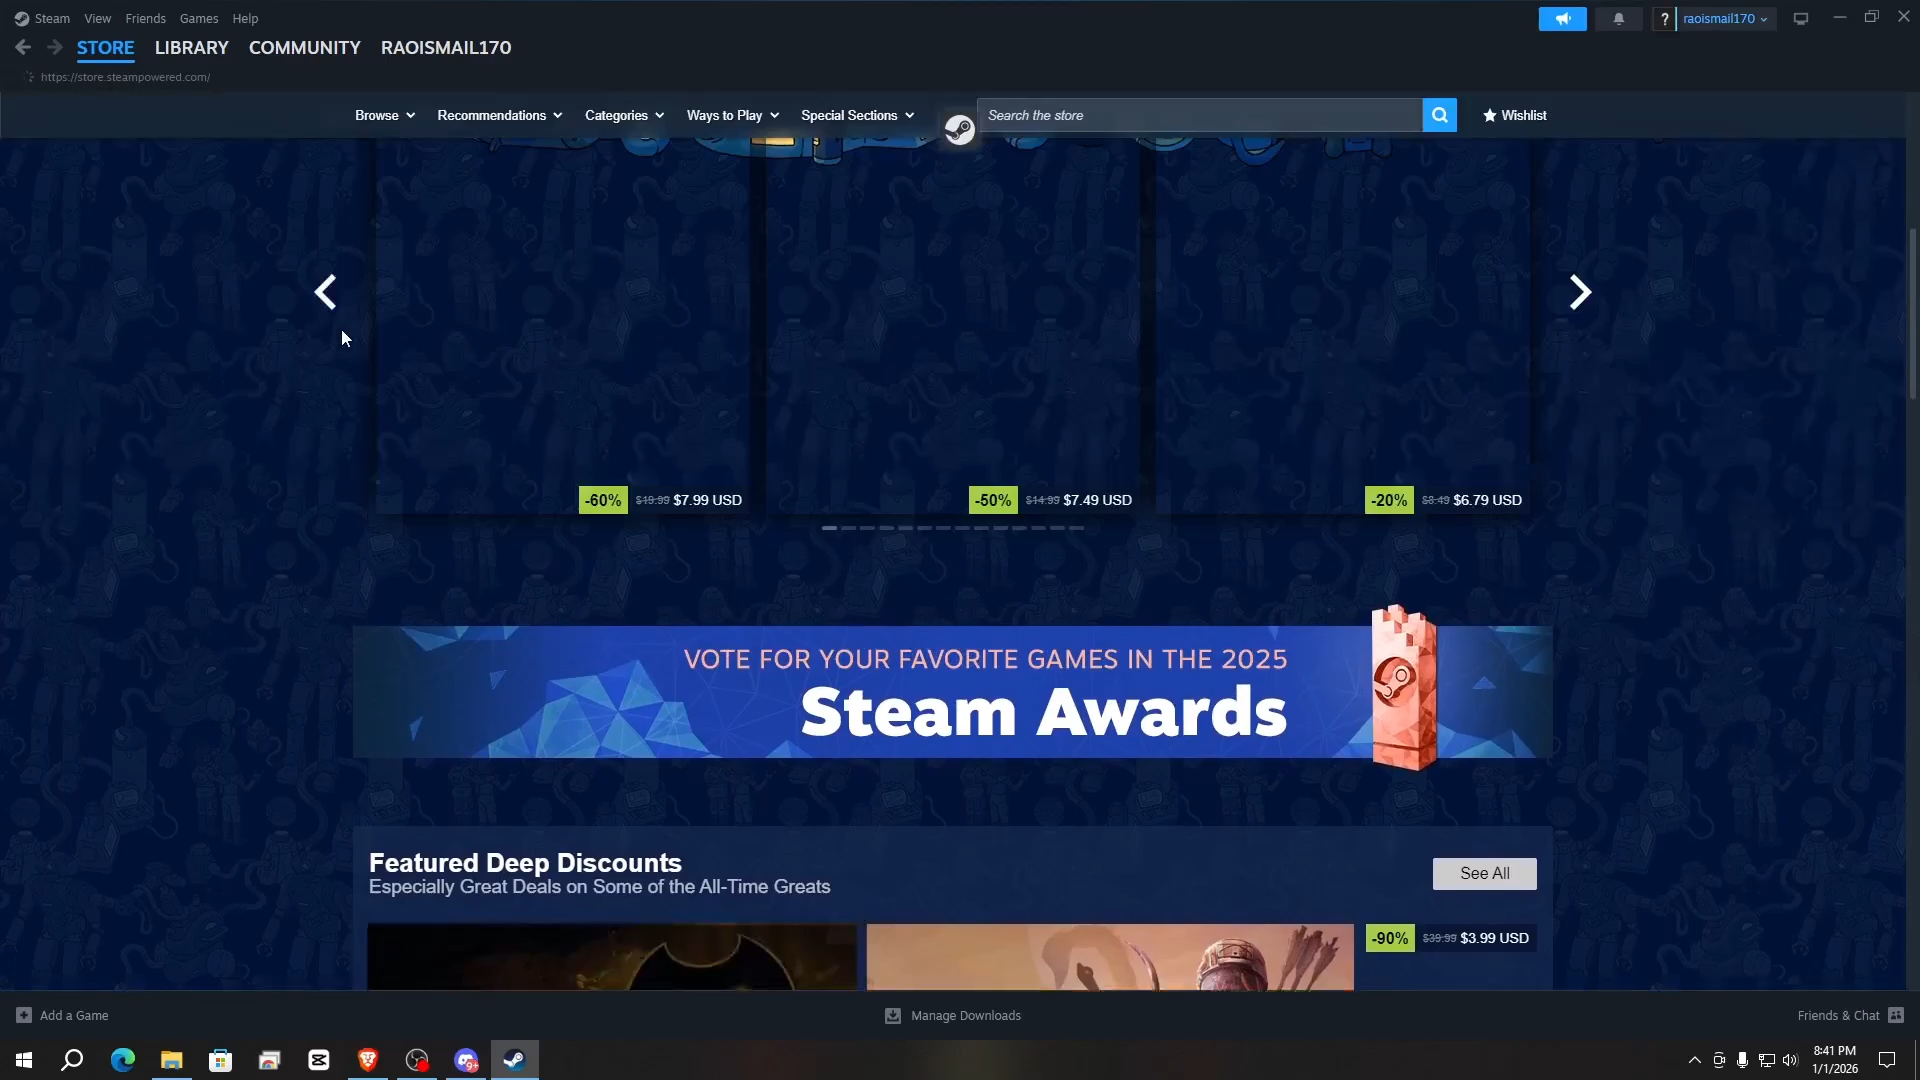 Steam View Friends Games Help
? raoismail170
STORE LIBRARY COMMUNITY RAOISMAIL170
https://store.steampowered.com/
Browse Recommendations Categories Ways to Play Special Sections Search the store Wishlist
-60% $19.99 $7.99 USD
-50% $14.99 $7.49 USD
-20% $8.49 $6.79 USD
VOTE FOR YOUR FAVORITE GAMES IN THE 2025
Steam Awards
Featured Deep Discounts
Especially Great Deals on Some of the All-Time Greats
See All
-90% $39.99 $3.99 USD
Add a Game Manage Downloads Friends & Chat
9+
8:41 PM
1/1/2026